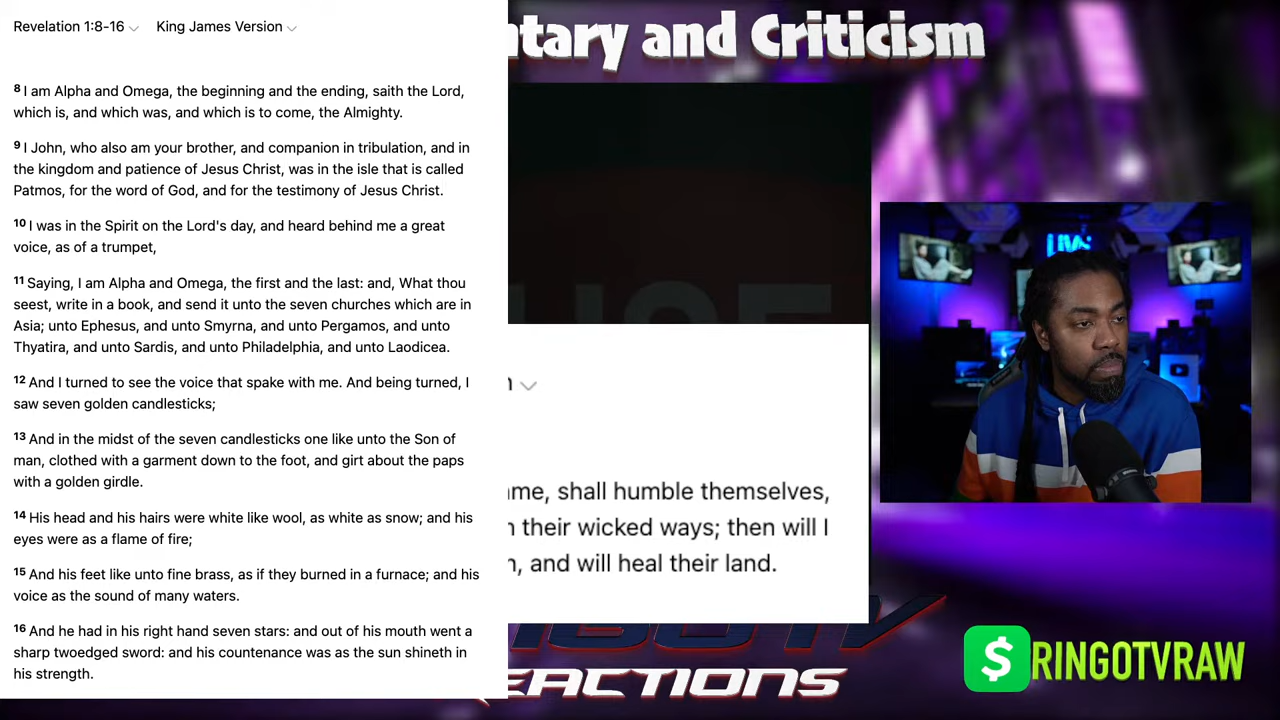 Revelation 1:8-16 King James Version
8 I am Alpha and Omega, the beginning and the ending, saith the Lord,
which is, and which was, and which is to come, the Almighty.
9 I John, who also am your brother, and companion in tribulation, and in
the kingdom and patience of Jesus Christ, was in the isle that is called
Patmos, for the word of God, and for the testimony of Jesus Christ.
10 I was in the Spirit on the Lord's day, and heard behind me a great
voice, as of a trumpet,
11 Saying, I am Alpha and Omega, the first and the last: and, What thou
seest, write in a book, and send it unto the seven churches which are in
Asia; unto Ephesus, and unto Smyrna, and unto Pergamos, and unto
Thyatira, and unto Sardis, and unto Philadelphia, and unto Laodicea.
12 And I turned to see the voice that spake with me. And being turned, I
saw seven golden candlesticks;
13 And in the midst of the seven candlesticks one like unto the Son of
man, clothed with a garment down to the foot, and girt about the paps
with a golden girdle.
14 His head and his hairs were white like wool, as white as snow; and his
eyes were as a flame of fire;
15 And his feet like unto fine brass, as if they burned in a furnace; and his
voice as the sound of many waters.
16 And he had in his right hand seven stars: and out of his mouth went a
sharp twoedged sword: and his countenance was as the sun shineth in
his strength.
ntary and Criticism
me, shall humble themselves,
their wicked ways; then will I
, and will heal their land.
EACTIONS
LIVE
$ RINGOTVRAW